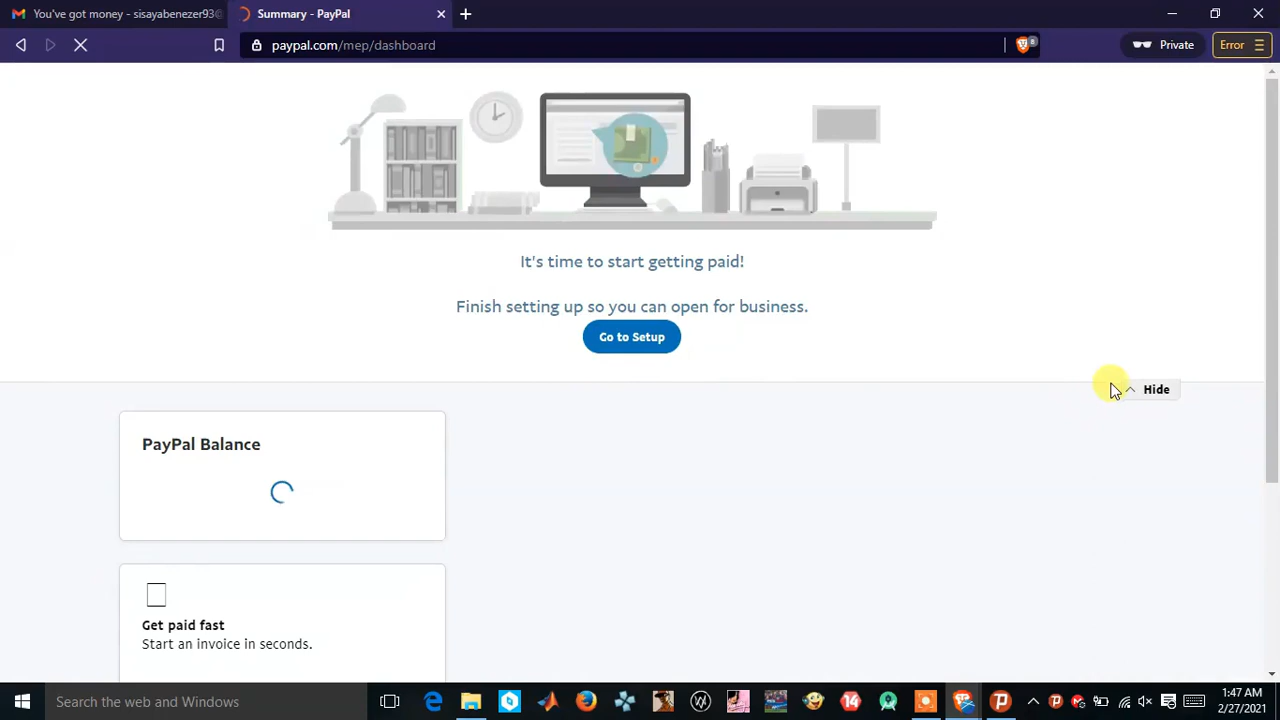 You've got money - sisayabenezer93@
Summary - PayPal
paypal.com/mep/dashboard
8
Private
Error
It's time to start getting paid!
Finish setting up so you can open for business.
Go to Setup
Hide
PayPal Balance
Get paid fast
Start an invoice in seconds.
Search the web and Windows
14
1:47 AM
2/27/2021